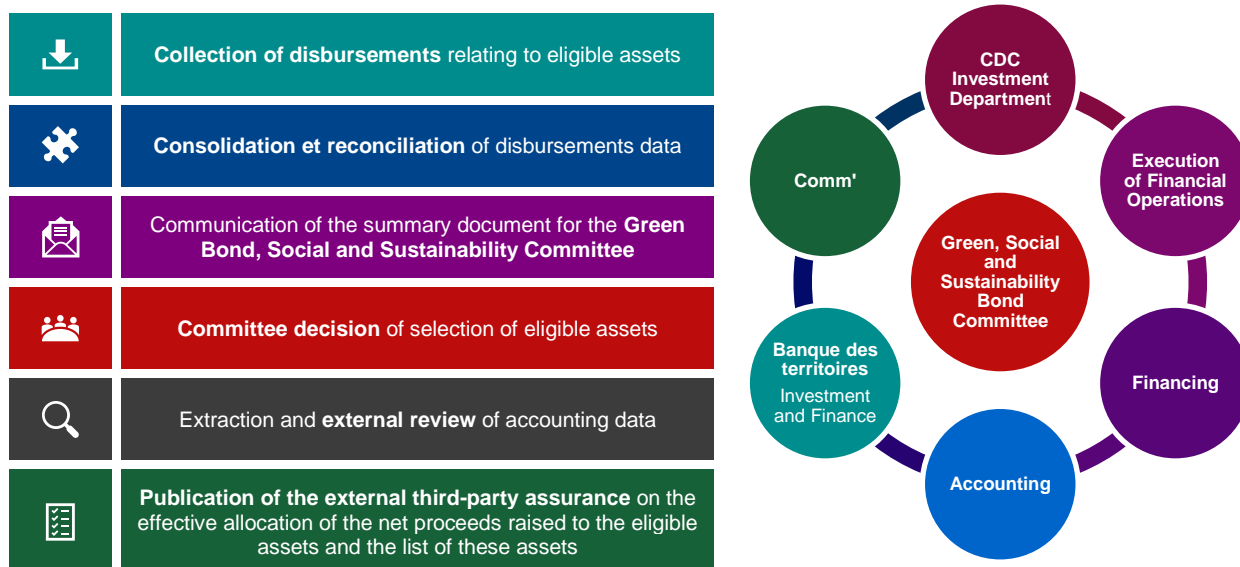 Collection of disbursements relating to eligible assets
Consolidation et reconciliation of disbursements data
Communication of the summary document for the Green
Bond, Social and Sustainability Committee
Committee decision of selection of eligible assets
Extraction and external review of accounting data
Publication of the external third-party assurance on the
effective allocation of the net proceeds raised to the eligible
assets and the list of these assets
CDC
Investment
Department
Execution
of Financial
Operations
Financing
Accounting
Banque des
territoires
Investment
and Finance
Comm'
Green, Social
and
Sustainability
Bond
Committee